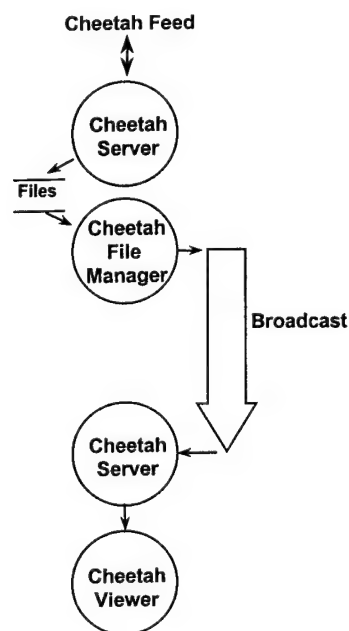 Cheetah Feed
Cheetah
Server
Files
Cheetah
File
Manager
Broadcast
Cheetah
Server
Cheetah
Viewer